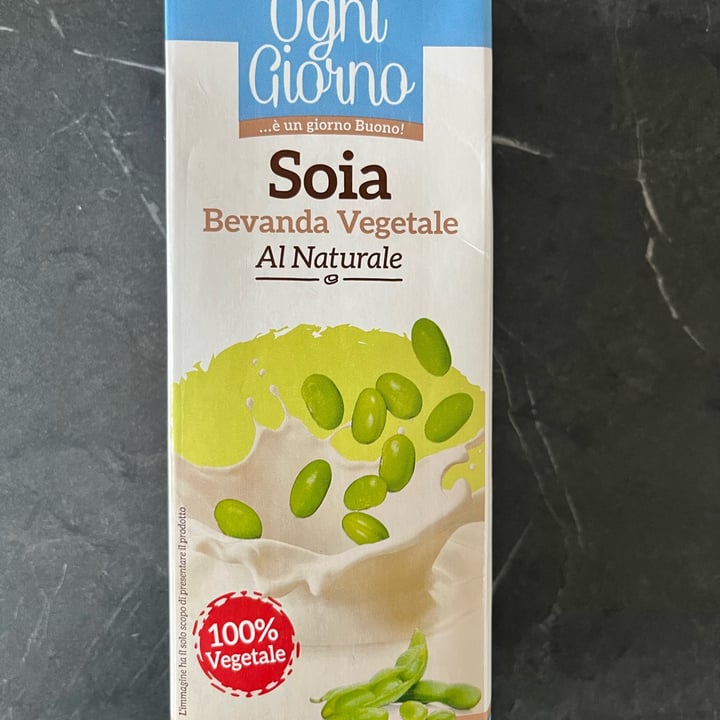 Ogni
Giorno
...è un giorno Buono!
Soia
Bevanda Vegetale
Al Naturale
L'immagine ha il solo scopo di presentare il prodotto
100%
Vegetale